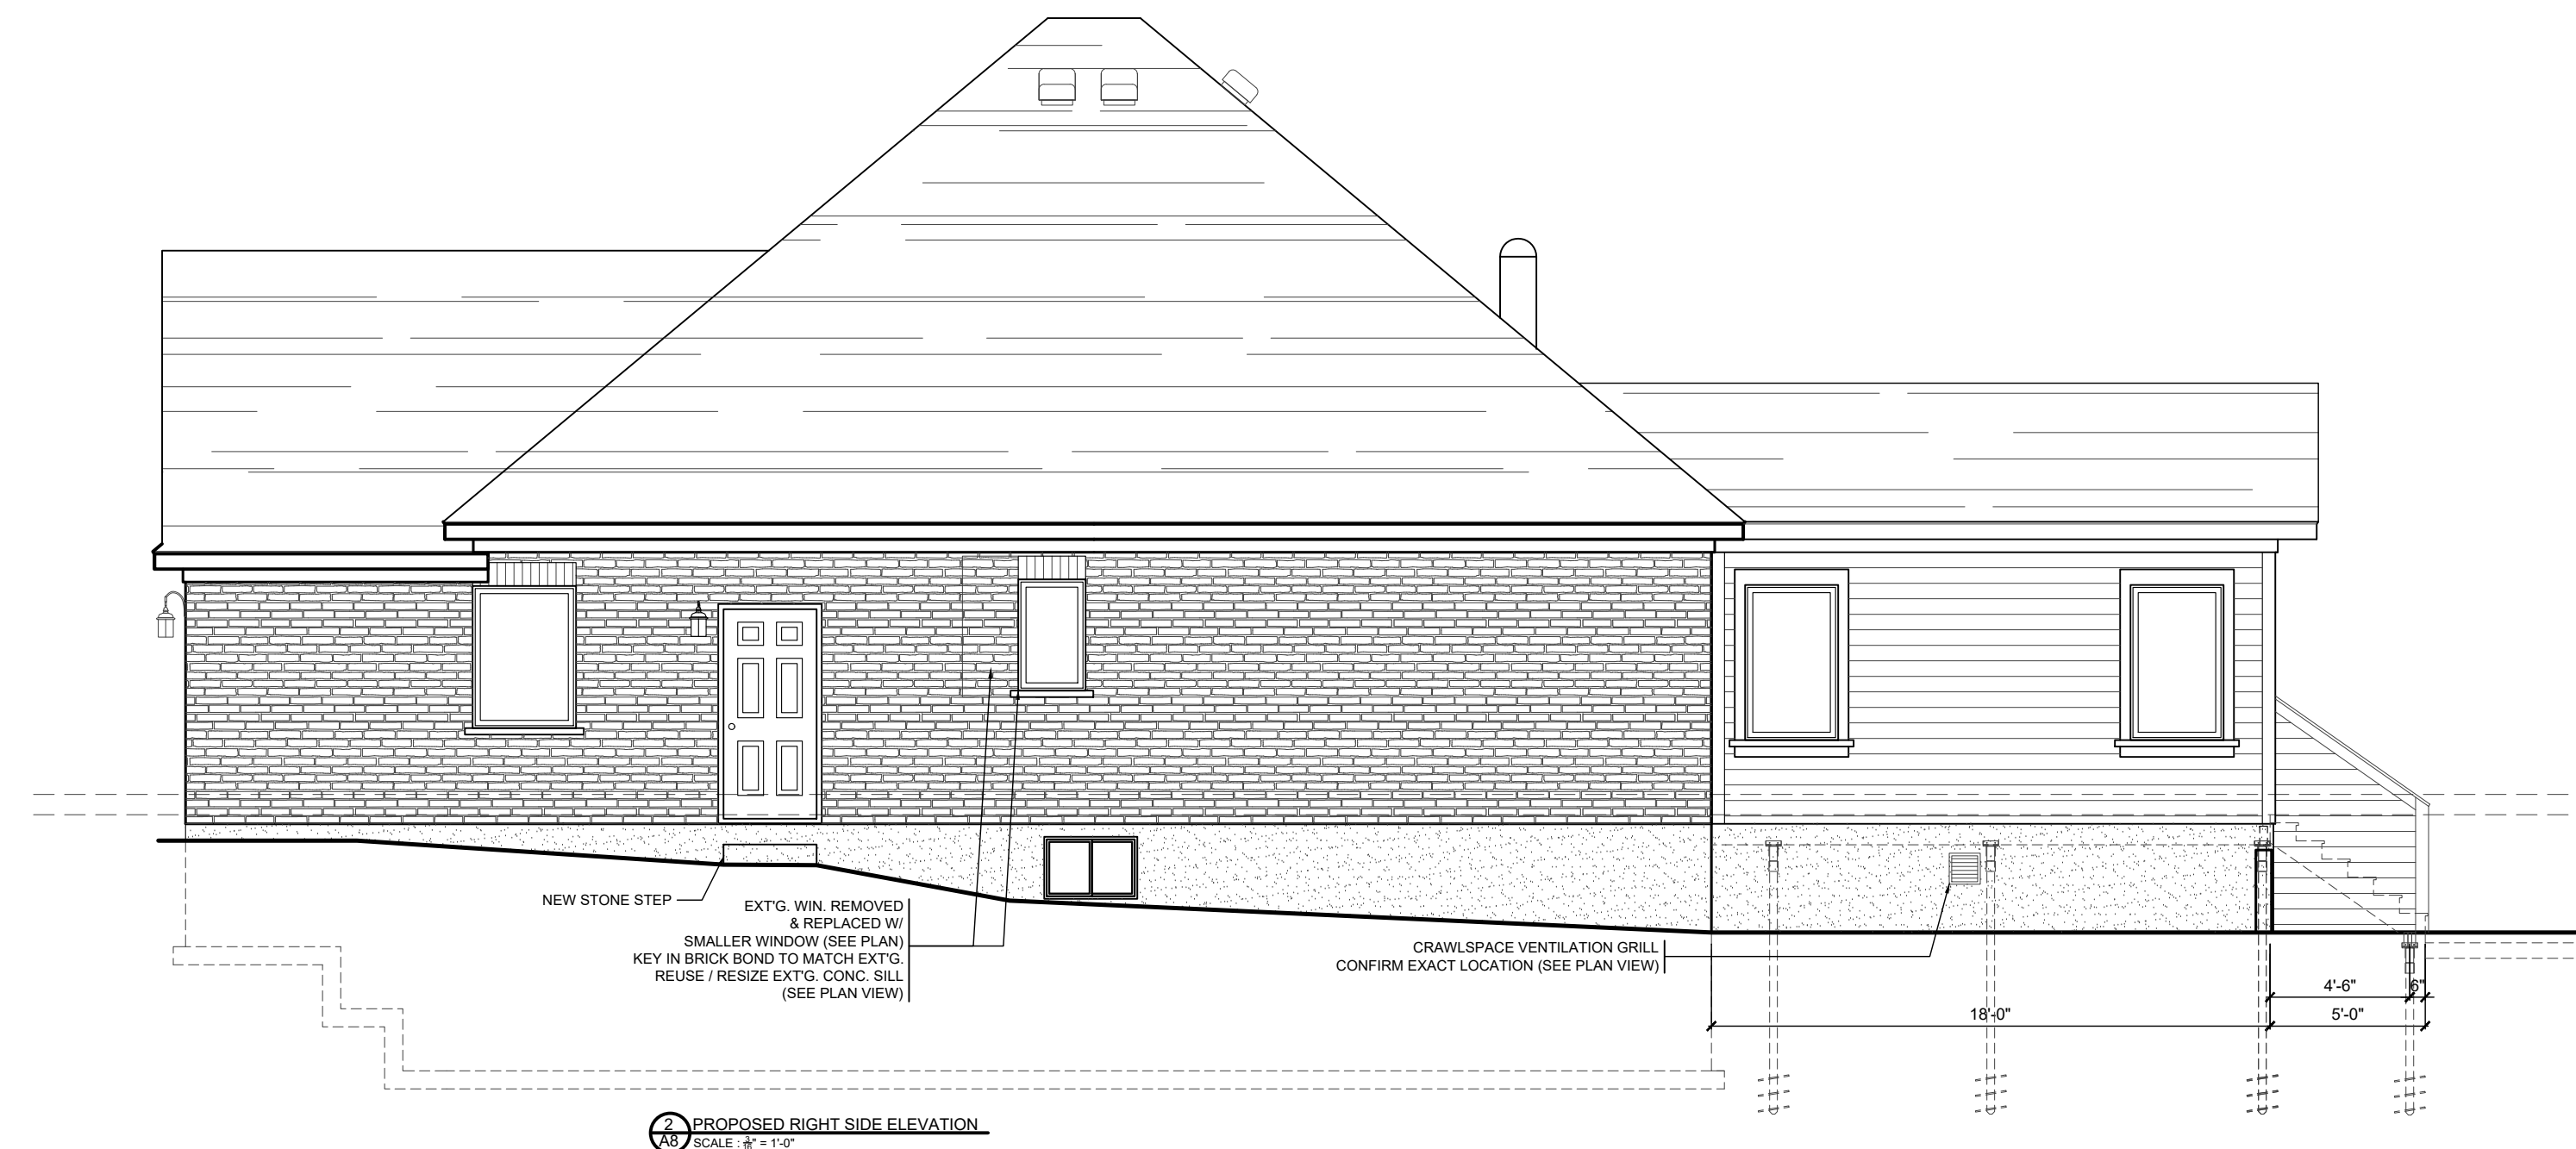 NEW STONE STEP
EXT'G. WIN. REMOVED
& REPLACED W/
SMALLER WINDOW (SEE PLAN)
KEY IN BRICK BOND TO MATCH EXT'G.
REUSE / RESIZE EXT'G. CONC. SILL
(SEE PLAN VIEW)
CRAWLSPACE VENTILATION GRILL
CONFIRM EXACT LOCATION (SEE PLAN VIEW)
4'-6"
6"
18'-0"
5'-0"
2
A8
PROPOSED RIGHT SIDE ELEVATION
SCALE : 3/16" = 1'-0"